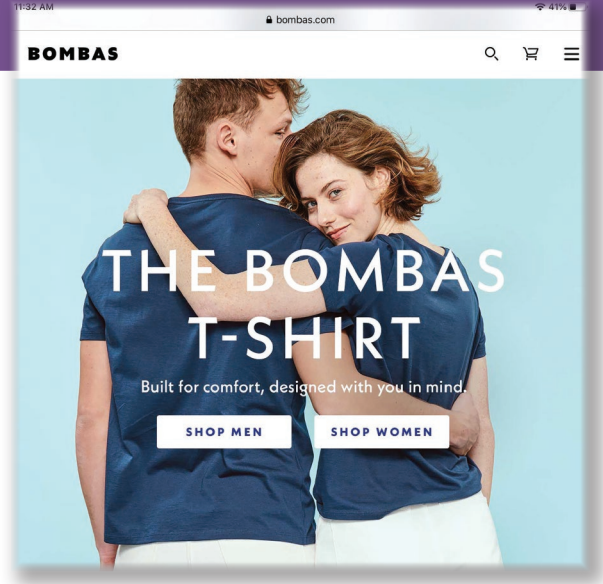 11:32 AM
41%
bombas.com
BOMBAS
THE BOMBAS
T-SHIRT
Built for comfort, designed with you in mind.
SHOP MEN
SHOP WOMEN